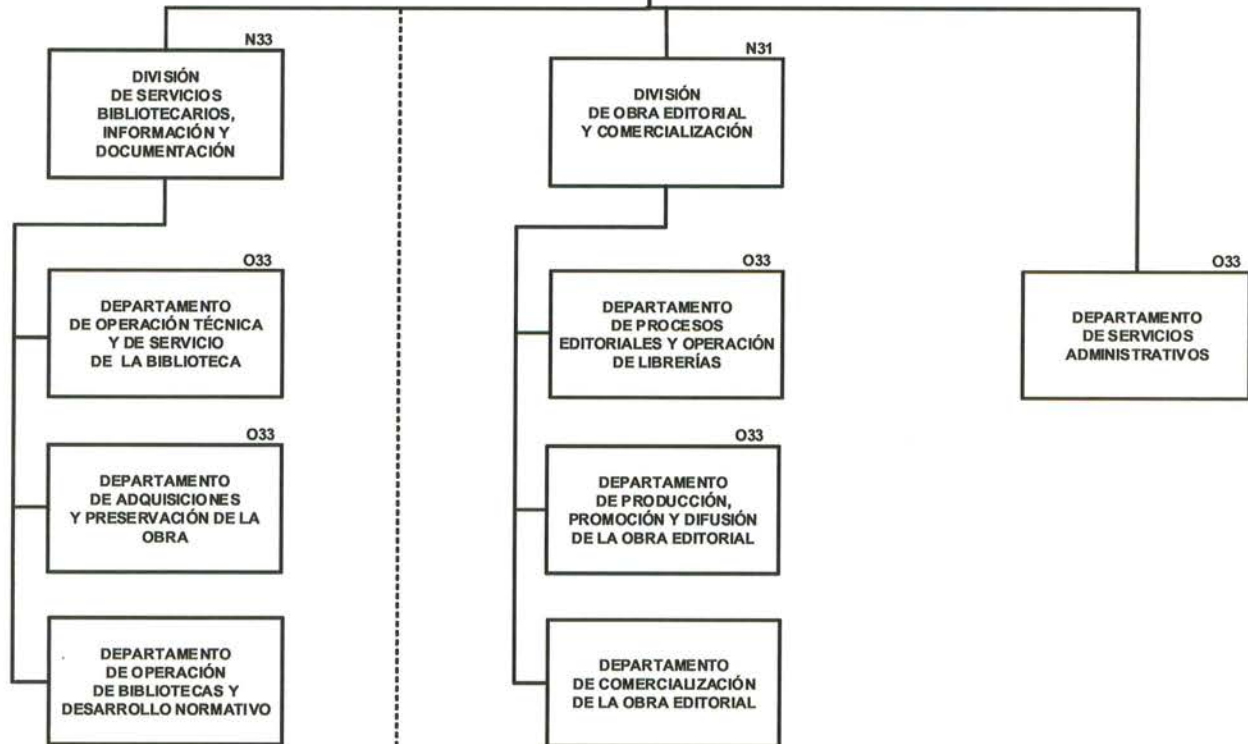 N33
DIVISIÓN
DE SERVICIOS
BIBLIOTECARIOS,
INFORMACIÓN Y
DOCUMENTACIÓN
O33
DEPARTAMENTO
DE OPERACIÓN TÉCNICA
Y DE SERVICIO
DE LA BIBLIOTECA
O33
DEPARTAMENTO
DE ADQUISICIONES
Y PRESERVACIÓN DE LA
OBRA
DEPARTAMENTO
DE OPERACIÓN
DE BIBLIOTECAS Y
DESARROLLO NORMATIVO
N31
DIVISIÓN
DE OBRA EDITORIAL
Y COMERCIALIZACIÓN
O33
DEPARTAMENTO
DE PROCESOS
EDITORIALES Y OPERACIÓN
DE LIBRERÍAS
O33
DEPARTAMENTO
DE PRODUCCIÓN,
PROMOCIÓN Y DIFUSIÓN
DE LA OBRA EDITORIAL
DEPARTAMENTO
DE COMERCIALIZACIÓN
DE LA OBRA EDITORIAL
O33
DEPARTAMENTO
DE SERVICIOS
ADMINISTRATIVOS